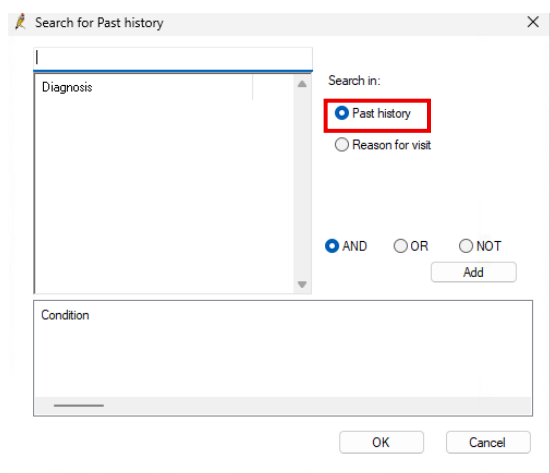 Search for Past history
Search in:
Diagnosis
Past history
Reason for visit
AND OR NOT
Add
Condition
OK Cancel